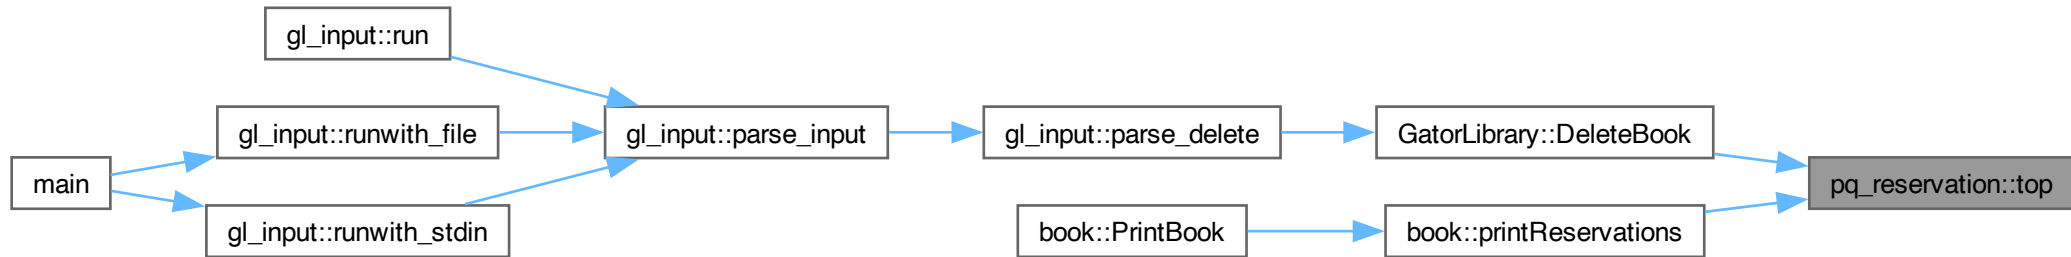 gl_input::run
gl_input::runwith_file
gl_input::parse_input
gl_input::parse_delete
GatorLibrary::DeleteBook
main
pq_reservation::top
gl_input::runwith_stdin
book::PrintBook
book::printReservations